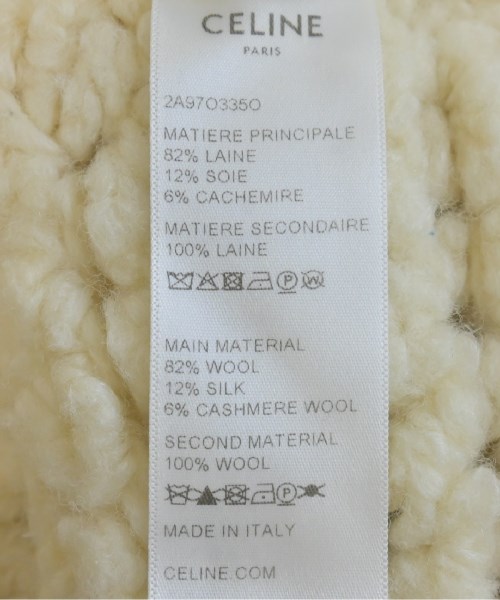 CELINE
PARIS
2A97O335O
MATIERE PRINCIPALE
82% LAINE
12% SOIE
6% CACHEMIRE
MATIERE SECONDAIRE
100% LAINE
MAIN MATERIAL
82% WOOL
12% SILK
6% CASHMERE WOOL
SECOND MATERIAL
100% WOOL
MADE IN ITALY
CELINE.COM